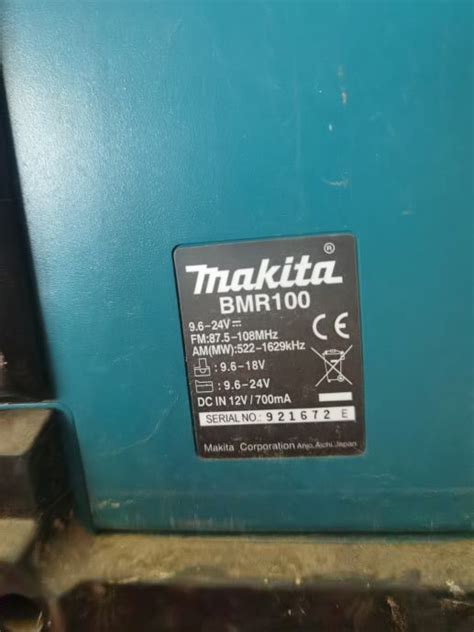 makita®
BMR100
9.6-24V⎓
FM:87.5-108MHz
AM(MW):522-1629kHz
CE
:9.6-18V
:9.6-24V
DC IN 12V/700mA
SERIAL NO.: 921672 E
Makita Corporation Anjo, Aichi, Japan